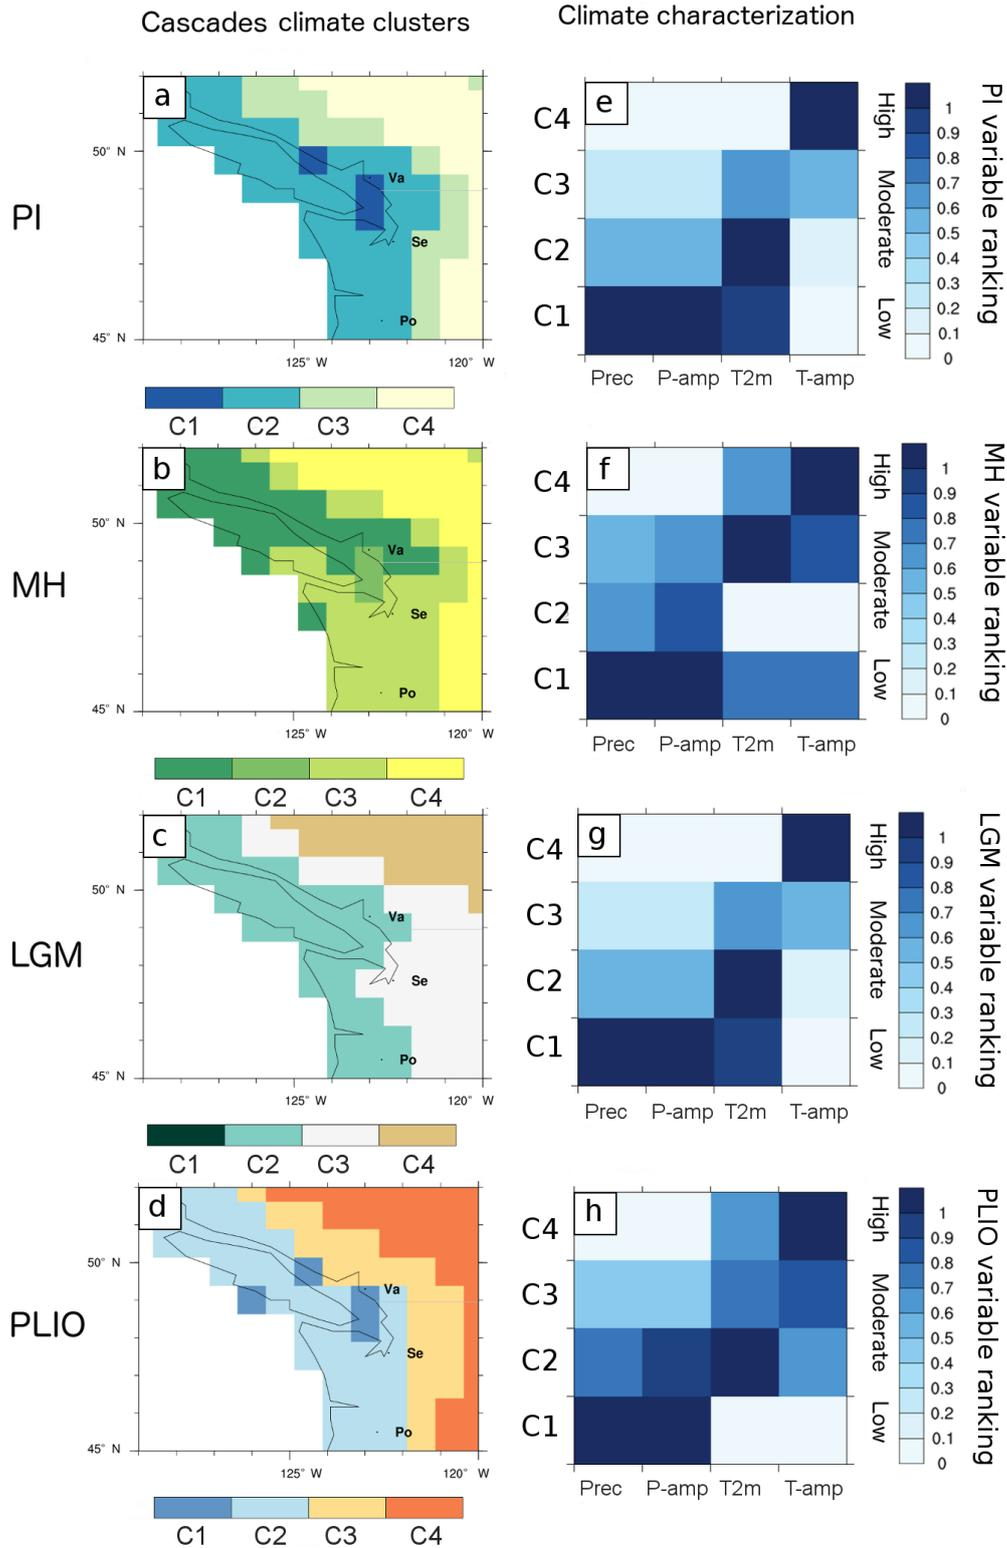 Cascades climate clusters
Climate characterization
PI
a
50° N
45° N
Va
Se
Po
125° W
120° W
C1 C2 C3 C4
e
C4
C3
C2
C1
Prec P-amp T2m T-amp
High
Moderate
Low
1
0.9
0.8
0.7
0.6
0.5
0.4
0.3
0.2
0.1
0
PI variable ranking
MH
b
50° N
45° N
Va
Se
Po
125° W
120° W
C1 C2 C3 C4
f
C4
C3
C2
C1
Prec P-amp T2m T-amp
High
Moderate
Low
1
0.9
0.8
0.7
0.6
0.5
0.4
0.3
0.2
0.1
0
MH variable ranking
LGM
c
50° N
45° N
Va
Se
Po
125° W
120° W
C1 C2 C3 C4
g
C4
C3
C2
C1
Prec P-amp T2m T-amp
High
Moderate
Low
1
0.9
0.8
0.7
0.6
0.5
0.4
0.3
0.2
0.1
0
LGM variable ranking
PLIO
d
50° N
45° N
Va
Se
Po
125° W
120° W
C1 C2 C3 C4
h
C4
C3
C2
C1
Prec P-amp T2m T-amp
High
Moderate
Low
1
0.9
0.8
0.7
0.6
0.5
0.4
0.3
0.2
0.1
0
PLIO variable ranking